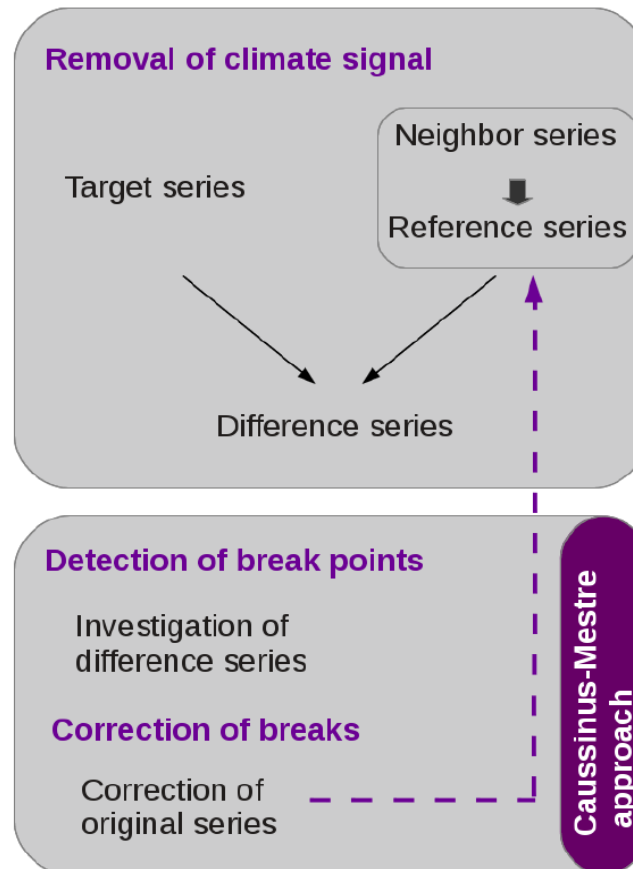 Removal of climate signal
Neighbor series
Target series
Reference series
Difference series
Detection of break points
Investigation of
difference series
Correction of breaks
Correction of
original series
Caussinus-Mestre
approach